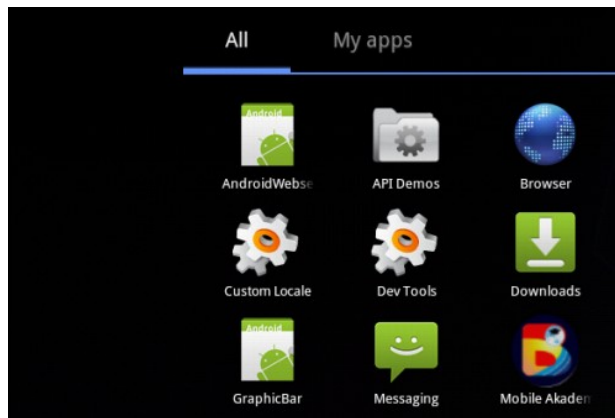 All My apps
Android
AndroidWebse API Demos Browser
Custom Locale Dev Tools Downloads
Android
GraphicBar Messaging Mobile Akaden